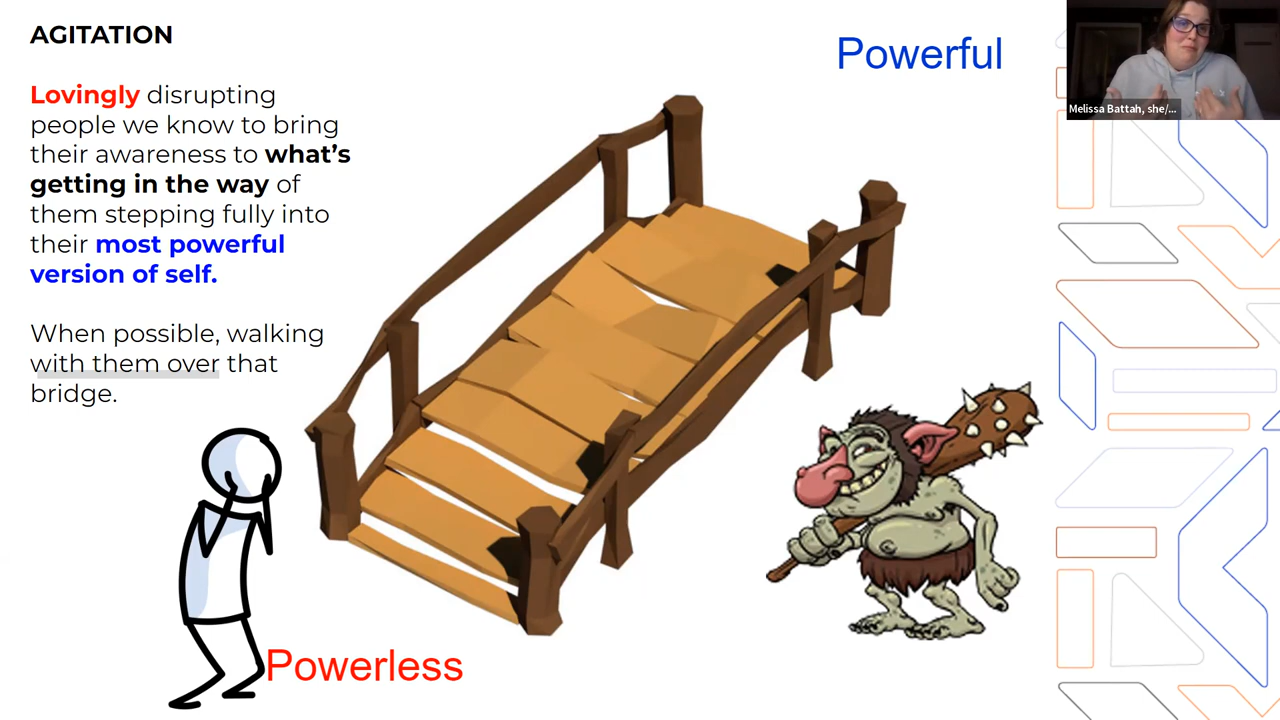 AGITATION
Lovingly disrupting
people we know to bring
their awareness to what's
getting in the way of
them stepping fully into
their most powerful
version of self.
When possible, walking
with them over that
bridge.
Powerful
Powerless
Melissa Battah, she/...